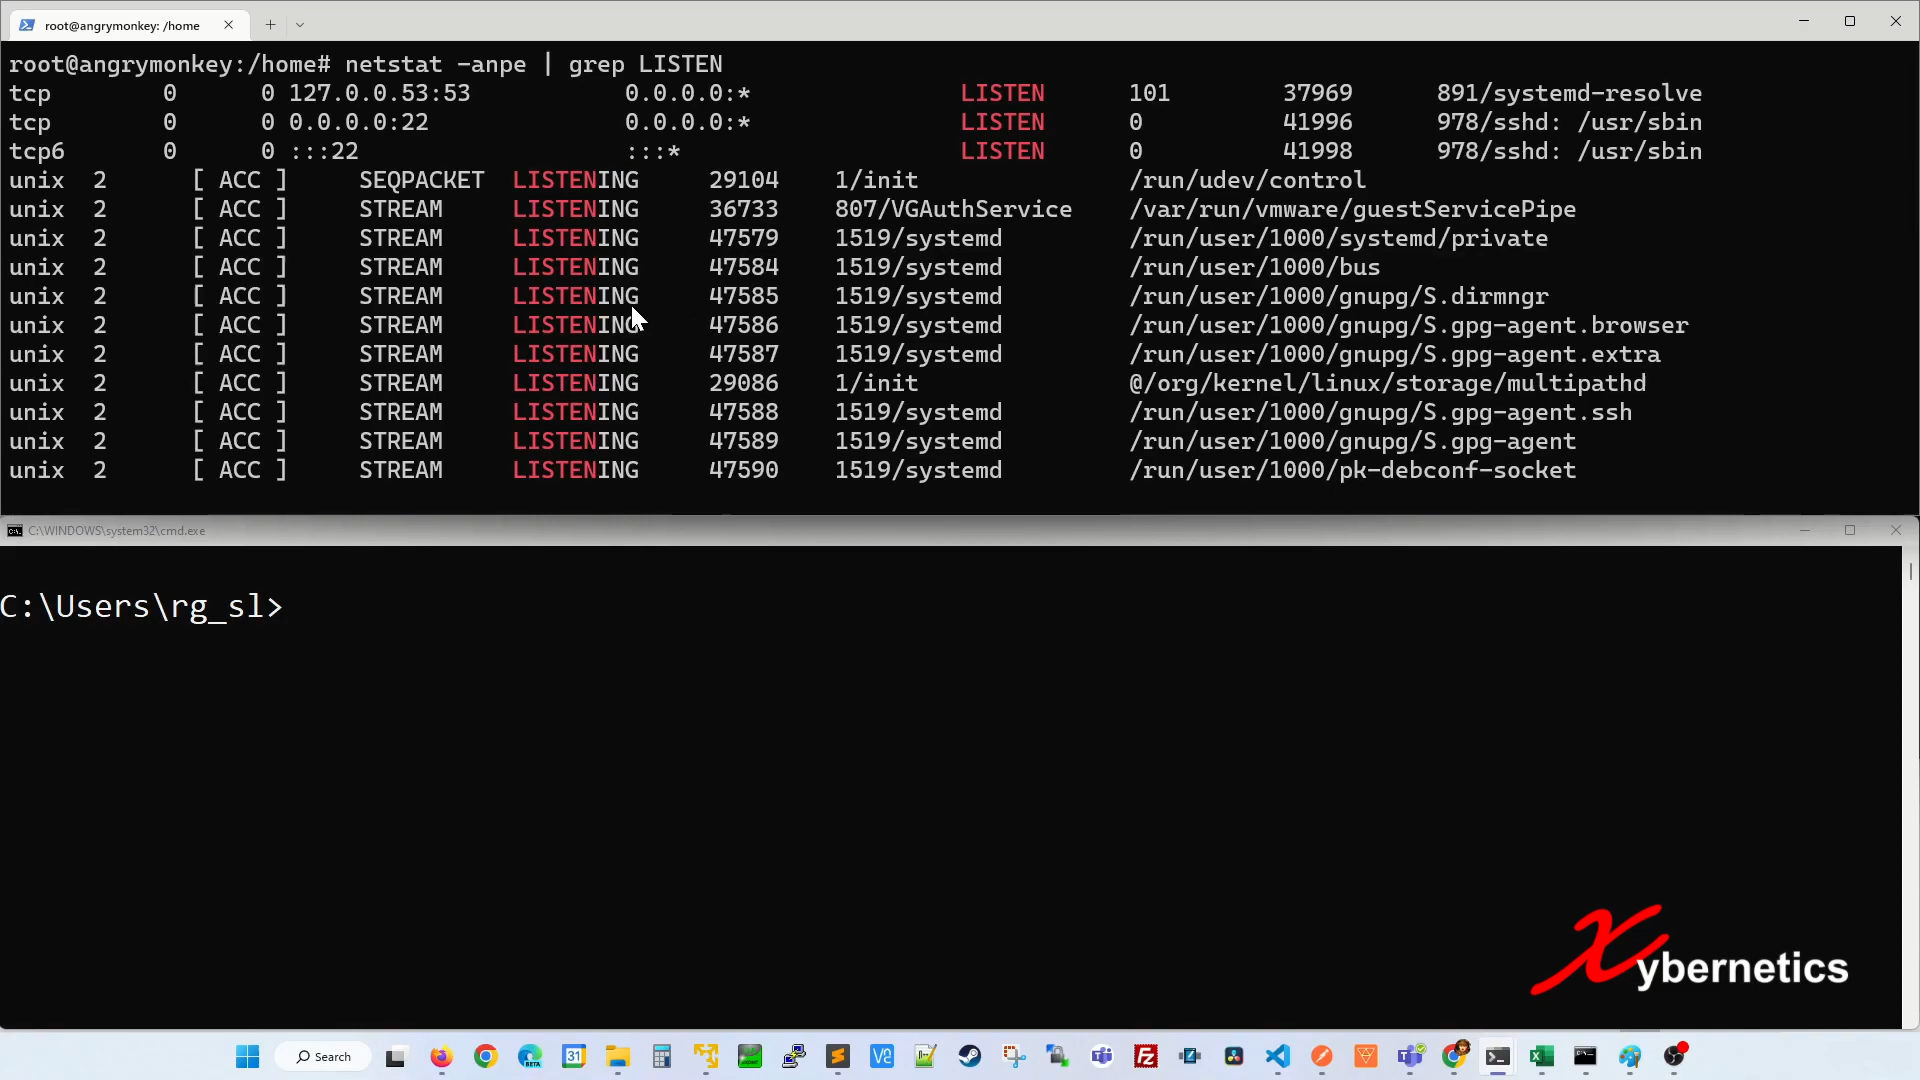 root@angrymonkey: /home
root@angrymonkey:/home# netstat -anpe | grep LISTEN
tcp 0 0 127.0.0.53:53 0.0.0.0:* LISTEN 101 37969 891/systemd-resolve
tcp 0 0 0.0.0.0:22 0.0.0.0:* LISTEN 0 41996 978/sshd: /usr/sbin
tcp6 0 0 :::22 :::* LISTEN 0 41998 978/sshd: /usr/sbin
unix 2 [ ACC ] SEQPACKET LISTENING 29104 1/init /run/udev/control
unix 2 [ ACC ] STREAM LISTENING 36733 807/VGAuthService /var/run/vmware/guestServicePipe
unix 2 [ ACC ] STREAM LISTENING 47579 1519/systemd /run/user/1000/systemd/private
unix 2 [ ACC ] STREAM LISTENING 47584 1519/systemd /run/user/1000/bus
unix 2 [ ACC ] STREAM LISTENING 47585 1519/systemd /run/user/1000/gnupg/S.dirmngr
unix 2 [ ACC ] STREAM LISTENING 47586 1519/systemd /run/user/1000/gnupg/S.gpg-agent.browser
unix 2 [ ACC ] STREAM LISTENING 47587 1519/systemd /run/user/1000/gnupg/S.gpg-agent.extra
unix 2 [ ACC ] STREAM LISTENING 29086 1/init @/org/kernel/linux/storage/multipathd
unix 2 [ ACC ] STREAM LISTENING 47588 1519/systemd /run/user/1000/gnupg/S.gpg-agent.ssh
unix 2 [ ACC ] STREAM LISTENING 47589 1519/systemd /run/user/1000/gnupg/S.gpg-agent
unix 2 [ ACC ] STREAM LISTENING 47590 1519/systemd /run/user/1000/pk-debconf-socket
C:\WINDOWS\system32\cmd.exe
C:\Users\rg_sl>
Xybernetics
Search